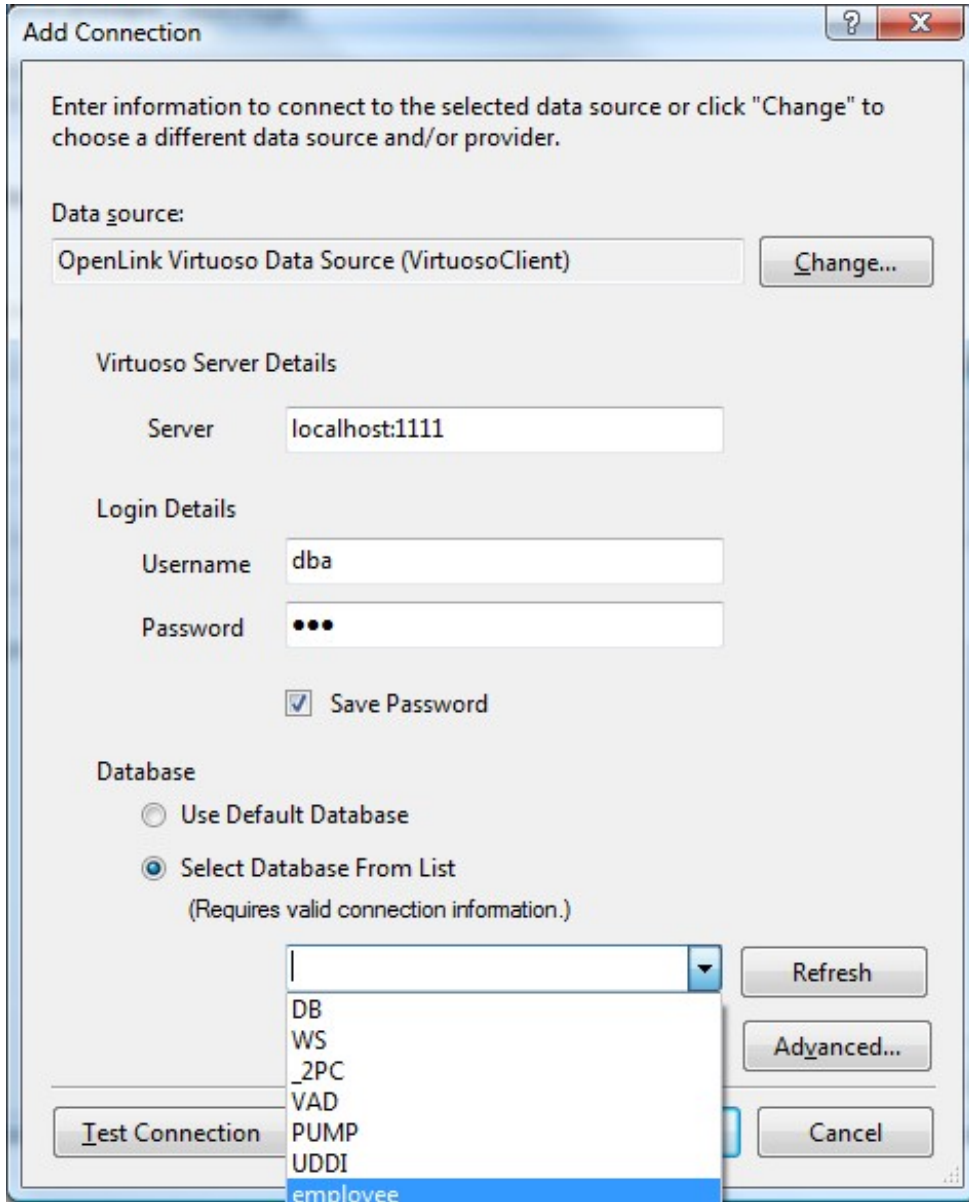 Add Connection
Enter information to connect to the selected data source or click "Change" to
choose a different data source and/or provider.
Data source:
OpenLink Virtuoso Data Source (VirtuosoClient)
Change...
Virtuoso Server Details
Server
localhost:1111
Login Details
Username
dba
Password
●●●
Save Password
Database
Use Default Database
Select Database From List
(Requires valid connection information.)
Refresh
DB
WS
_2PC
VAD
PUMP
UDDI
employee
Advanced...
Test Connection
Cancel